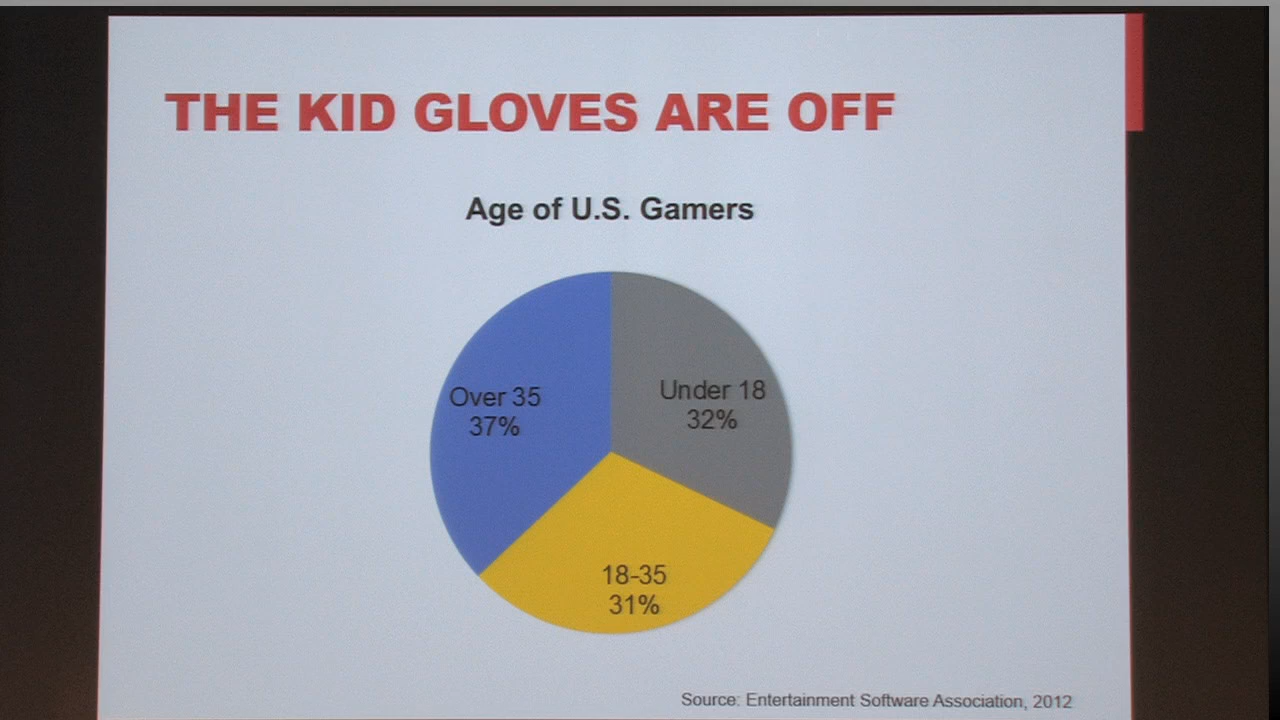 THE KID GLOVES ARE OFF
Age of U.S. Gamers
Over 35
37%
Under 18
32%
18-35
31%
Source: Entertainment Software Association, 2012